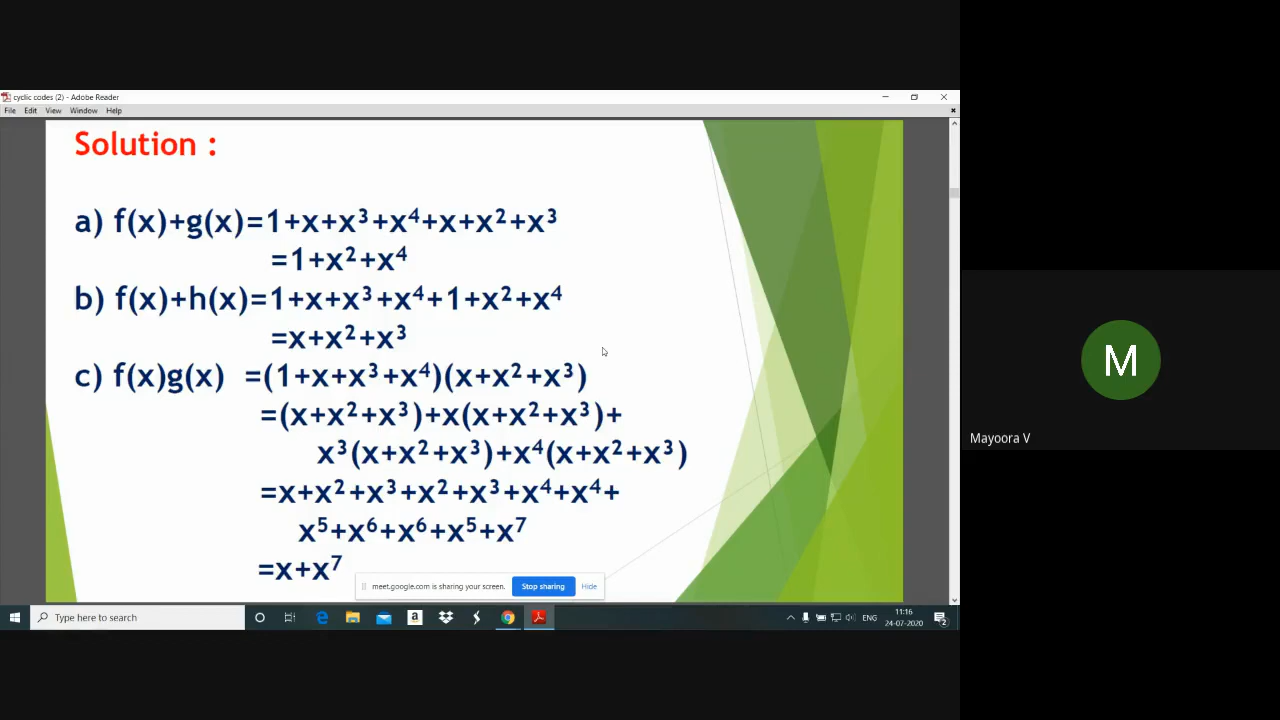 cyclic codes (2) - Adobe Reader
File Edit View Window Help
Solution :
a) f(x)+g(x)=1+x+x³+x⁴+x+x²+x³
=1+x²+x⁴
b) f(x)+h(x)=1+x+x³+x⁴+1+x²+x⁴
=x+x²+x³
c) f(x)g(x) =(1+x+x³+x⁴)(x+x²+x³)
=(x+x²+x³)+x(x+x²+x³)+
x³(x+x²+x³)+x⁴(x+x²+x³)
=x+x²+x³+x²+x³+x⁴+x⁴+
x⁵+x⁶+x⁶+x⁵+x⁷
=x+x⁷
meet.google.com is sharing your screen. Stop sharing Hide
Type here to search
ENG
11:16
24-07-2020
2
M
Mayoora V